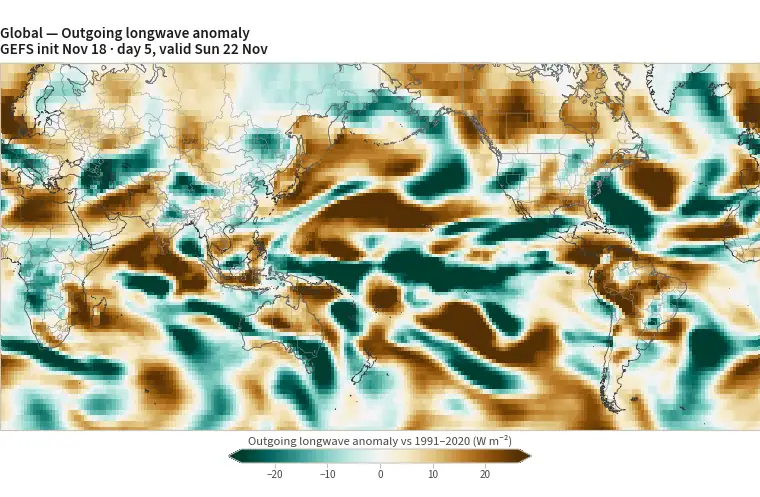 Global — Outgoing longwave anomaly
GEFS init Nov 18 · day 5, valid Sun 22 Nov
Outgoing longwave anomaly vs 1991–2020 (W m⁻²)
−20 −10 0 10 20